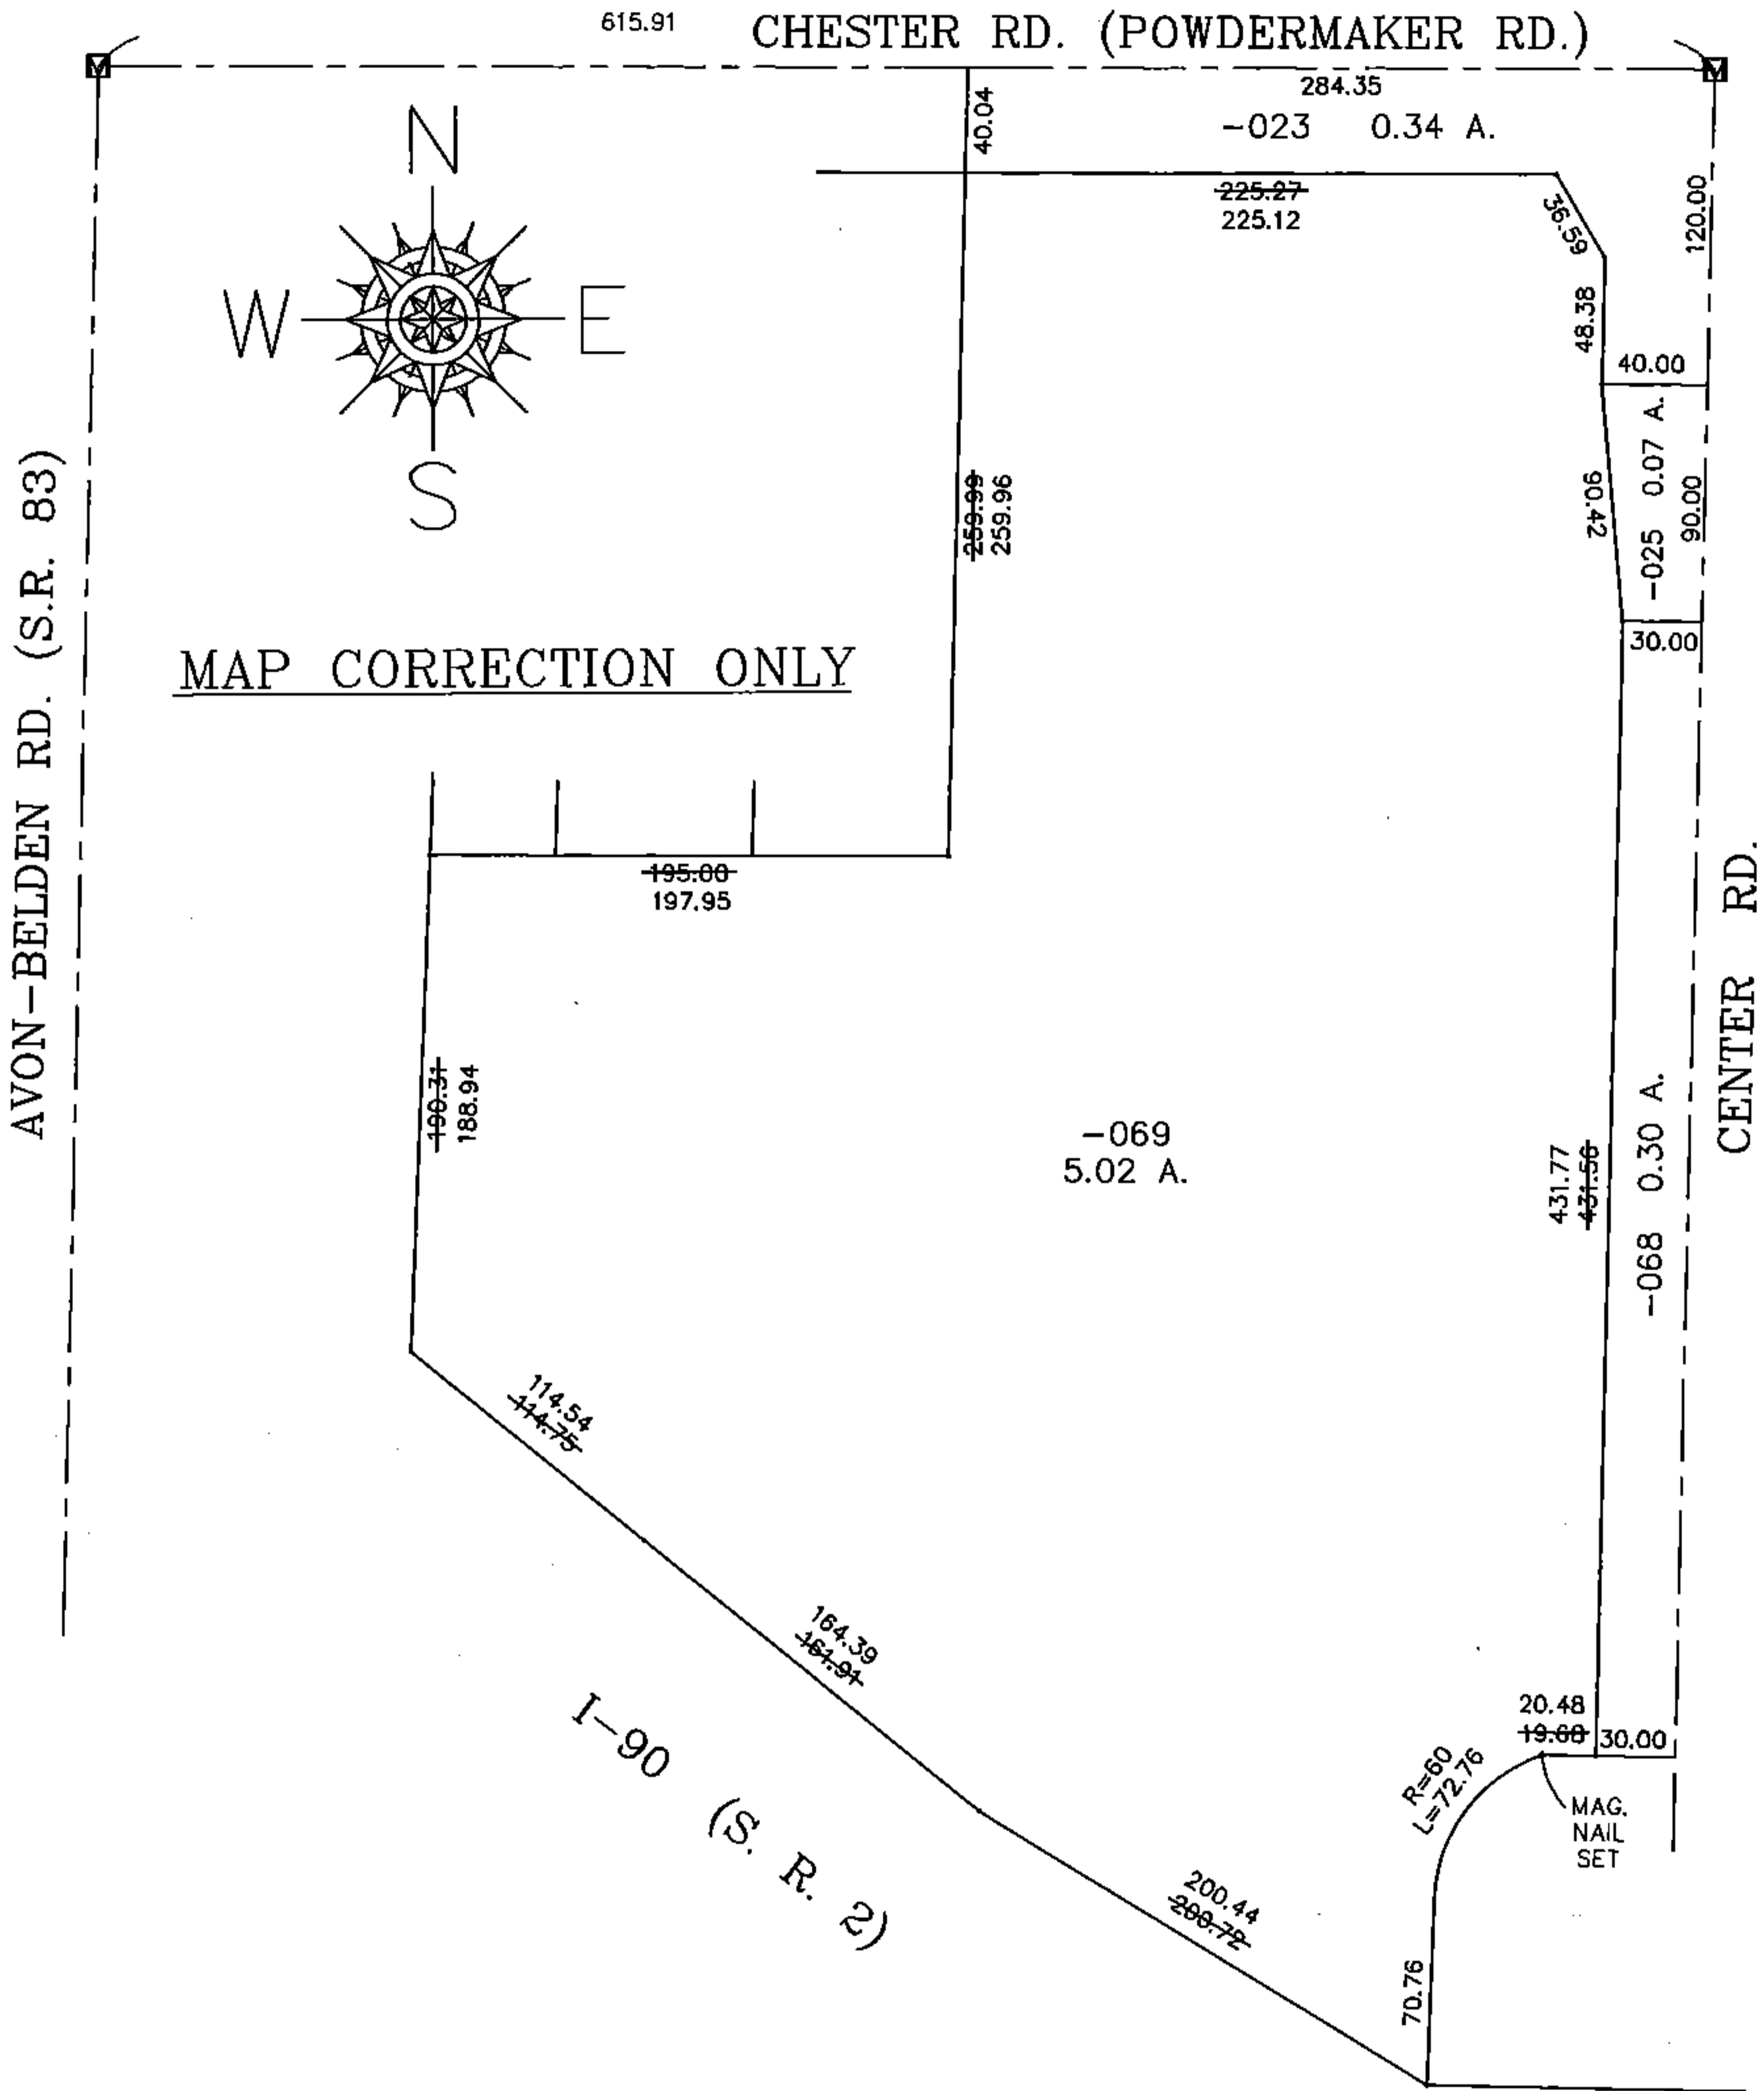 615.91
CHESTER RD. (POWDERMAKER RD.)
284.35
40.04
-023 0.34 A.
N
W
E
S
225.27
225.12
36.59
120.00
48.38
40.00
-025 0.07 A.
90.42
90.00
30.00
259.99
259.96
AVON-BELDEN RD. (S.R. 83)
MAP CORRECTION ONLY
195.00
197.95
CENTER RD.
190.31
188.94
-069
5.02 A.
431.77
431.56
-068 0.30 A.
114.54
114.75
164.39
161.91
I-90 (S. R. 2)
20.48
19.68
30.00
R=60
L=72.76
MAG.
NAIL
SET
200.44
200.72
70.76